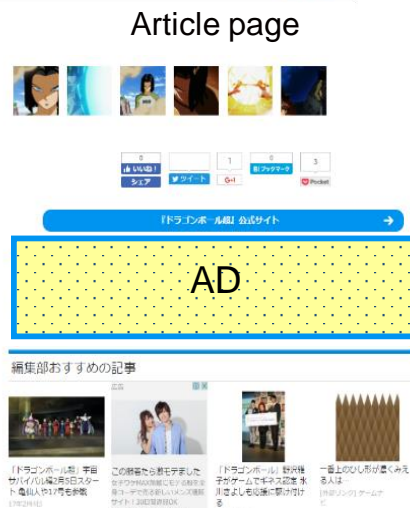 Article page
0
1
0
3
いいね!
シェア
ツイート
G+1
B!ブックマーク
Pocket
『ドラゴンボール超』公式サイト
AD
編集部おすすめの記事
広告
「ドラゴンボール超」宇宙
サバイバル編2月5日スター
ト 亀仙人や17号も参戦
この勝着たら激モテました
「ドラゴンボール」野沢雅
子がゲームでギネス認定 氷
川きよしも応援に駆け付け
る
一番上のひし形が黒くみえ
る人は…